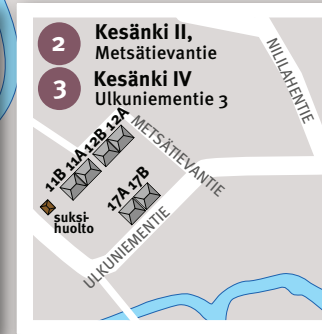 2 Kesänki II,
Metsätievantie
3 Kesänki IV
Ulkuniementie 3
NILILAHENTIE
METSÄTIEVANTIE
11B 11A 12B 12A
17A 17B
suksi-
huolto
ULKUNIEMENTIE